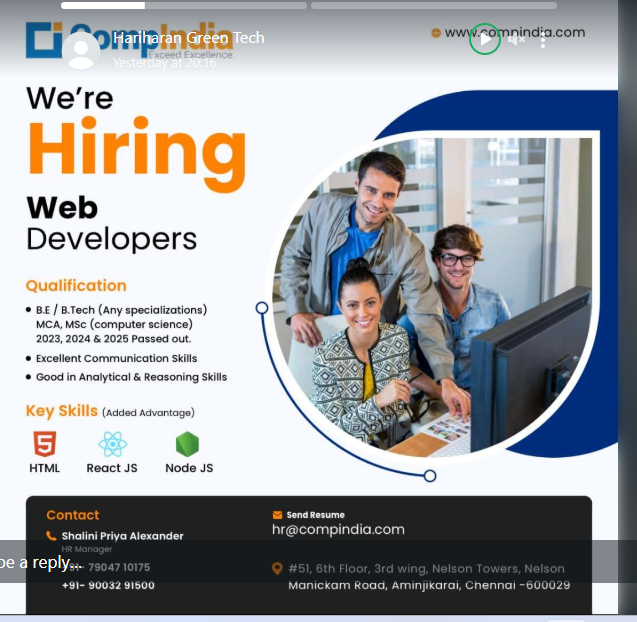 CompIndia
Exceed Excellence.
Hariharan Green Tech
Yesterday at 20:16
www.compindia.com
We're
Hiring
Web
Developers
Qualification
B.E / B.Tech (Any specializations)
MCA, MSc (computer science)
2023, 2024 & 2025 Passed out.
Excellent Communication Skills
Good in Analytical & Reasoning Skills
Key Skills (Added Advantage)
HTML
React JS
Node JS
Contact
Shalini Priya Alexander
HR Manager
79047 10175
+91- 90032 91500
Send Resume
hr@compindia.com
#51, 6th Floor, 3rd wing, Nelson Towers, Nelson
Manickam Road, Aminjikarai, Chennai -600029
pe a reply...